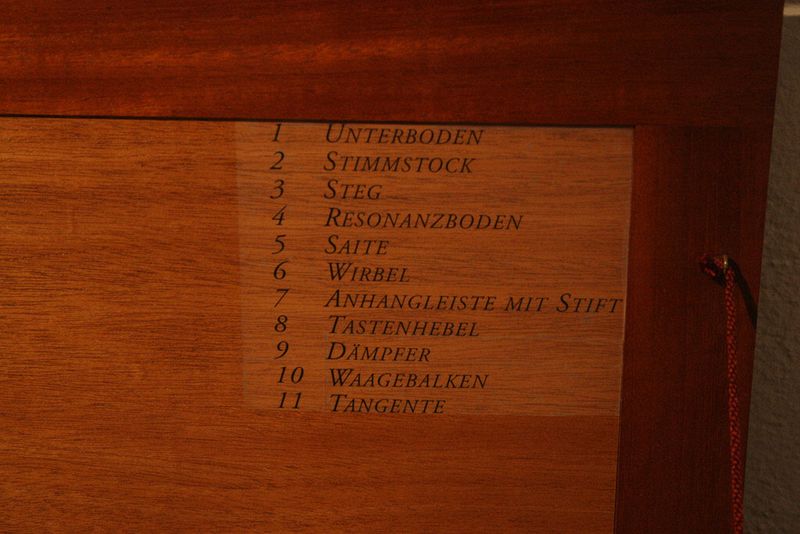 1 UNTERBODEN
2 STIMMSTOCK
3 STEG
4 RESONANZBODEN
5 SAITE
6 WIRBEL
7 ANHANGLEISTE MIT STIFT
8 TASTENHEBEL
9 DÄMPFER
10 WAAGEBALKEN
11 TANGENTE